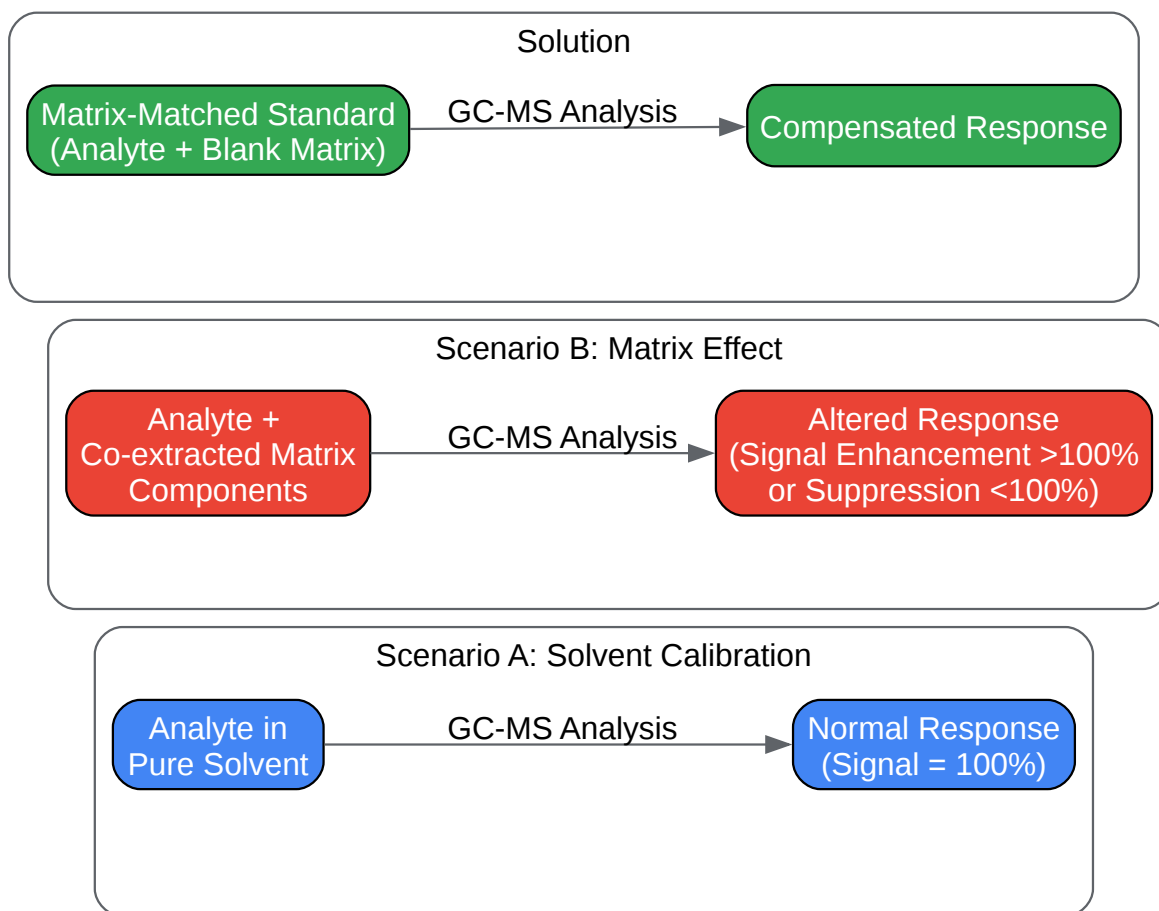 Solution
Matrix-Matched Standard
(Analyte + Blank Matrix)
GC-MS Analysis
Compensated Response
Scenario B: Matrix Effect
Analyte +
Co-extracted Matrix
Components
GC-MS Analysis
Altered Response
(Signal Enhancement >100%
or Suppression <100%)
Scenario A: Solvent Calibration
Analyte in
Pure Solvent
GC-MS Analysis
Normal Response
(Signal = 100%)